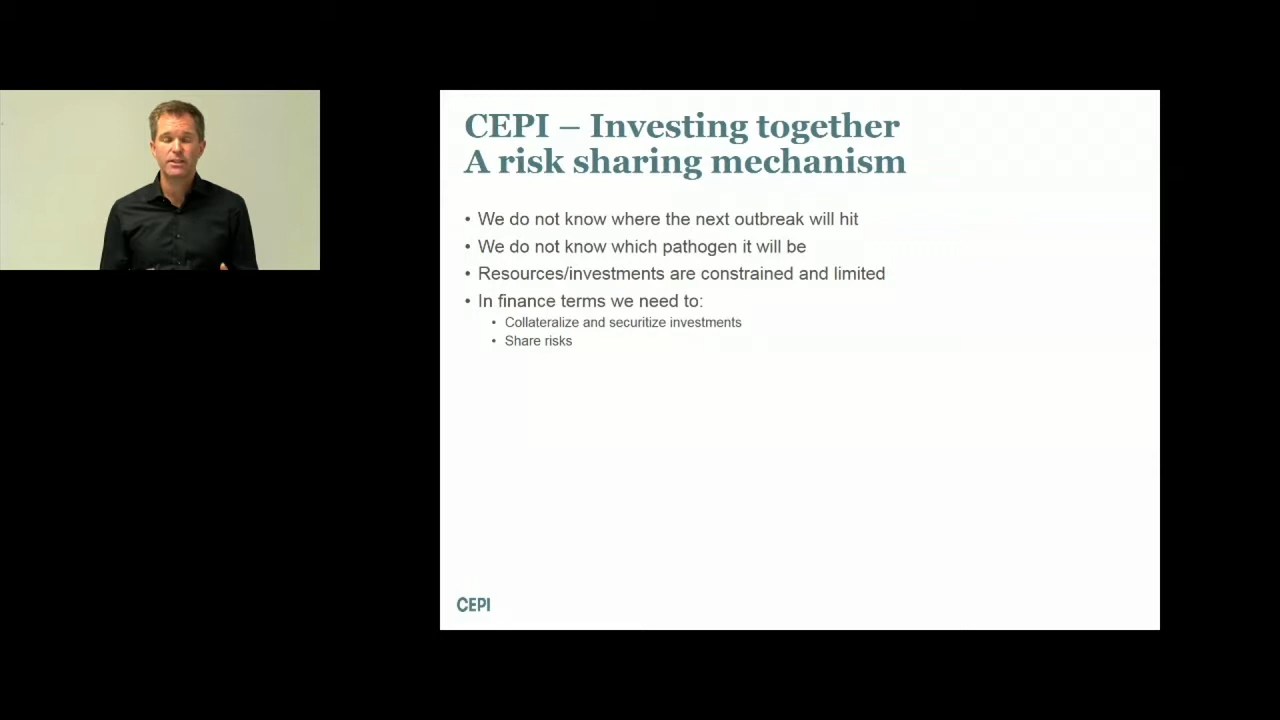 CEPI – Investing together
A risk sharing mechanism
• We do not know where the next outbreak will hit
• We do not know which pathogen it will be
• Resources/investments are constrained and limited
• In finance terms we need to:
• Collateralize and securitize investments
• Share risks
CEPI